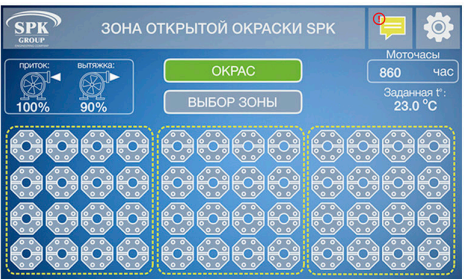 SPK
GROUP
ЗОНА ОТКРЫТОЙ ОКРАСКИ SPK
!
Моточасы
860 час
приток:
вытяжка:
100%
90%
ОКРАС
ВЫБОР ЗОНЫ
Заданная t°:
23.0 °C